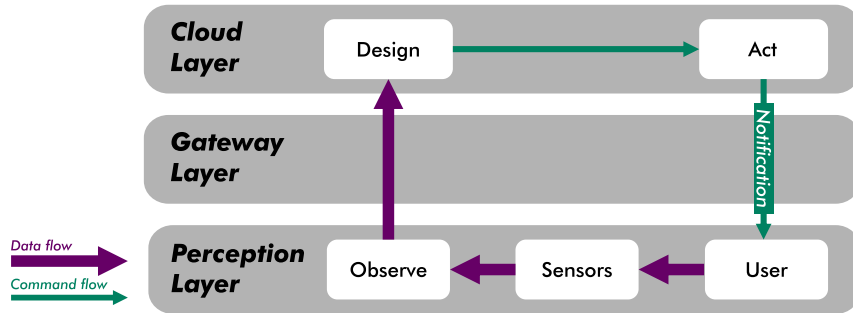 Cloud
Layer
Design
Act
Gateway
Layer
Notification
Data flow
Command flow
Perception
Layer
Observe
Sensors
User